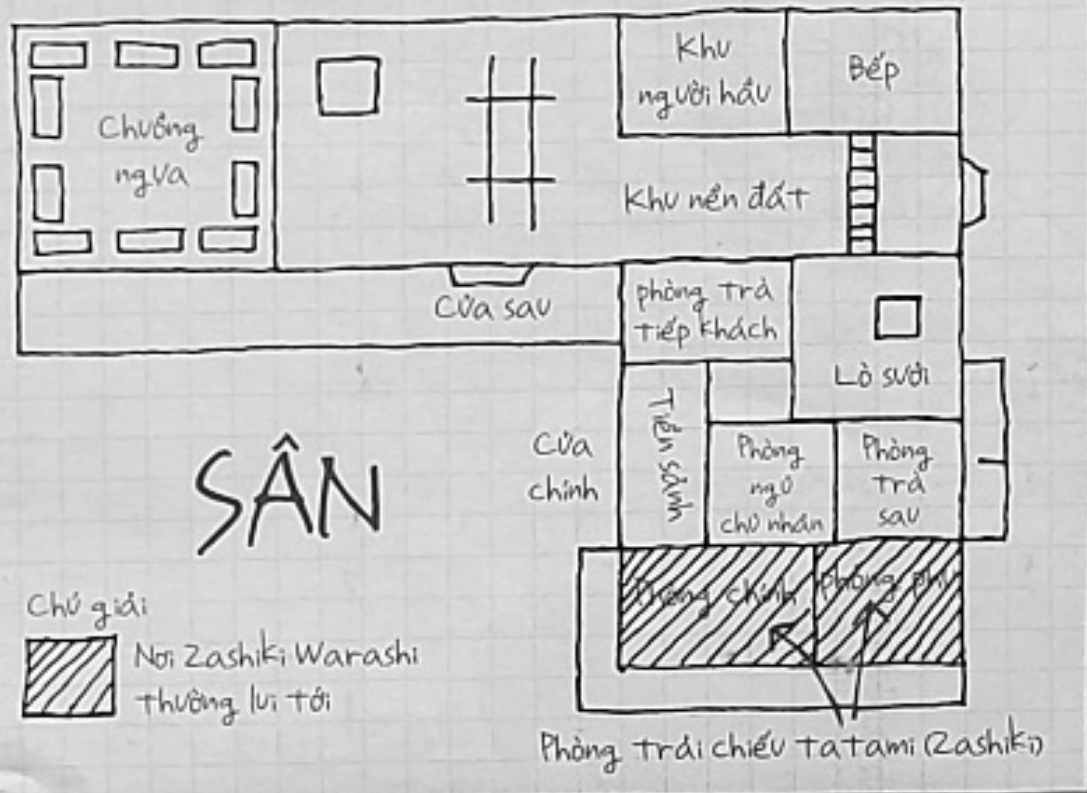 Khu
người hầu
Bếp
Chuồng
ngựa
Khu nền đất
Cửa sau
phòng trà
tiếp khách
Lò sưởi
Tiền sảnh
Cửa
chính
Phòng
ngủ
chủ nhân
Phòng
trà
sau
SÂN
Phòng chính
phòng phụ
Chú giải
Nơi Zashiki Warashi
thường lui tới
Phòng trải chiếu tatami (Zashiki)